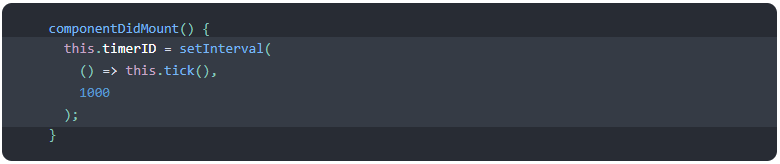 componentDidMount() {
  this.timerID = setInterval(
    () => this.tick(),
    1000
  );
}